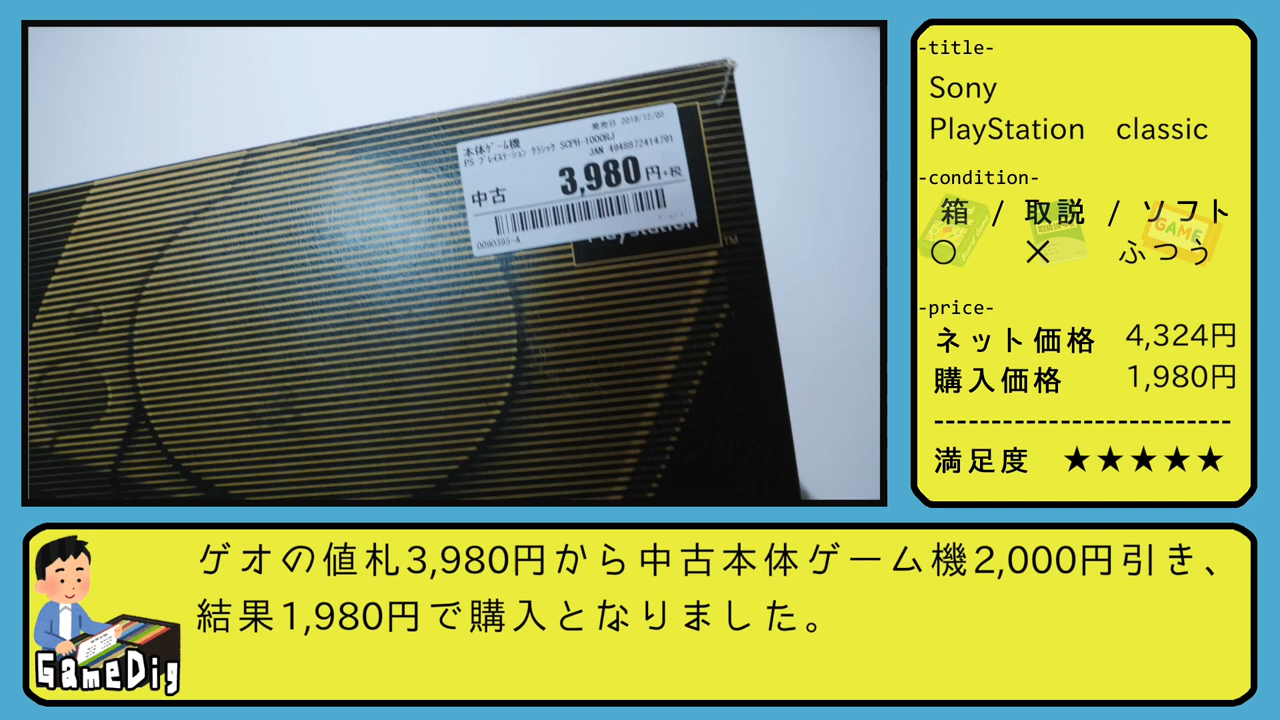 発売日 2018/12/03
本体ゲーム機
PS プレイステーション クラシック SCPH-1000RJ
JAN 4948872414791
中古
3,980円+税
0090395-A
PlayStation
TM
-title-
Sony
PlayStation classic
-condition-
箱 / 取説 / ソフト
GAME
○ × ふつう
-price-
ネット価格 4,324円
購入価格 1,980円
--------------------------
満足度 ★★★★★
ゲオの値札3,980円から中古本体ゲーム機2,000円引き、
結果1,980円で購入となりました。
GameDig